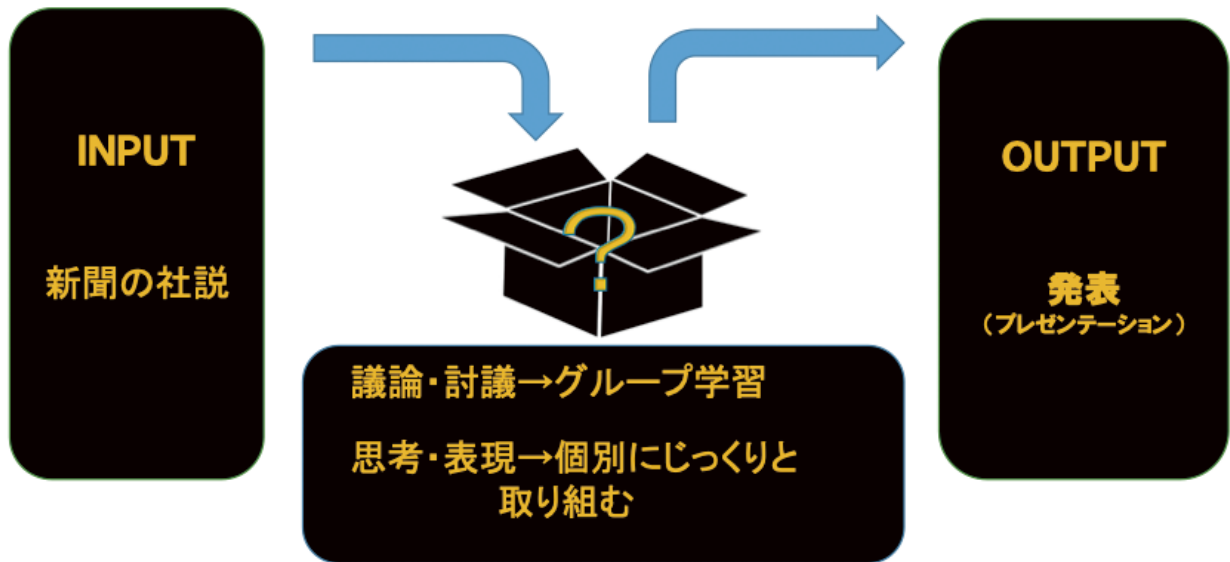 INPUT
新聞の社説
?
議論・討議→グループ学習
思考・表現→個別にじっくりと
取り組む
OUTPUT
発表
(プレゼンテーション)